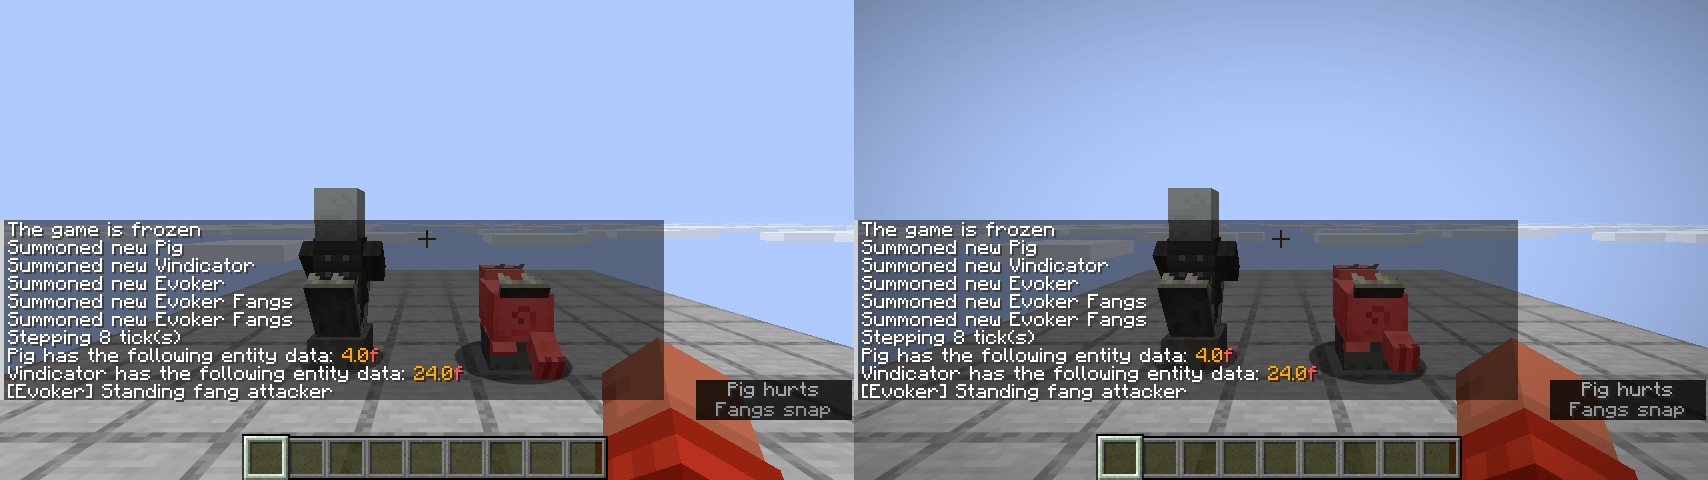 The game is frozen
Summoned new Pig
Summoned new Vindicator
Summoned new Evoker
Summoned new Evoker Fangs
Summoned new Evoker Fangs
Stepping 8 tick(s)
Pig has the following entity data: 4.0f
Vindicator has the following entity data: 24.0f
[Evoker] Standing fang attacker
Pig hurts
Fangs snap
The game is frozen
Summoned new Pig
Summoned new Vindicator
Summoned new Evoker
Summoned new Evoker Fangs
Summoned new Evoker Fangs
Stepping 8 tick(s)
Pig has the following entity data: 4.0f
Vindicator has the following entity data: 24.0f
[Evoker] Standing fang attacker
Pig hurts
Fangs snap